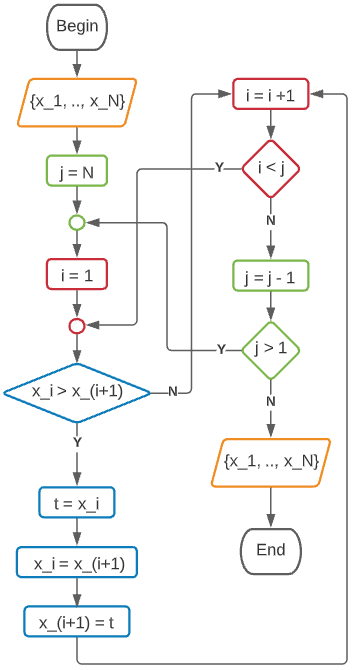 Begin
{x_1, .., x_N}
j = N
i = 1
x_i > x_(i+1)
N
Y
t = x_i
x_i = x_(i+1)
x_(i+1) = t
i = i +1
i < j
Y
N
j = j - 1
j > 1
Y
N
{x_1, .., x_N}
End